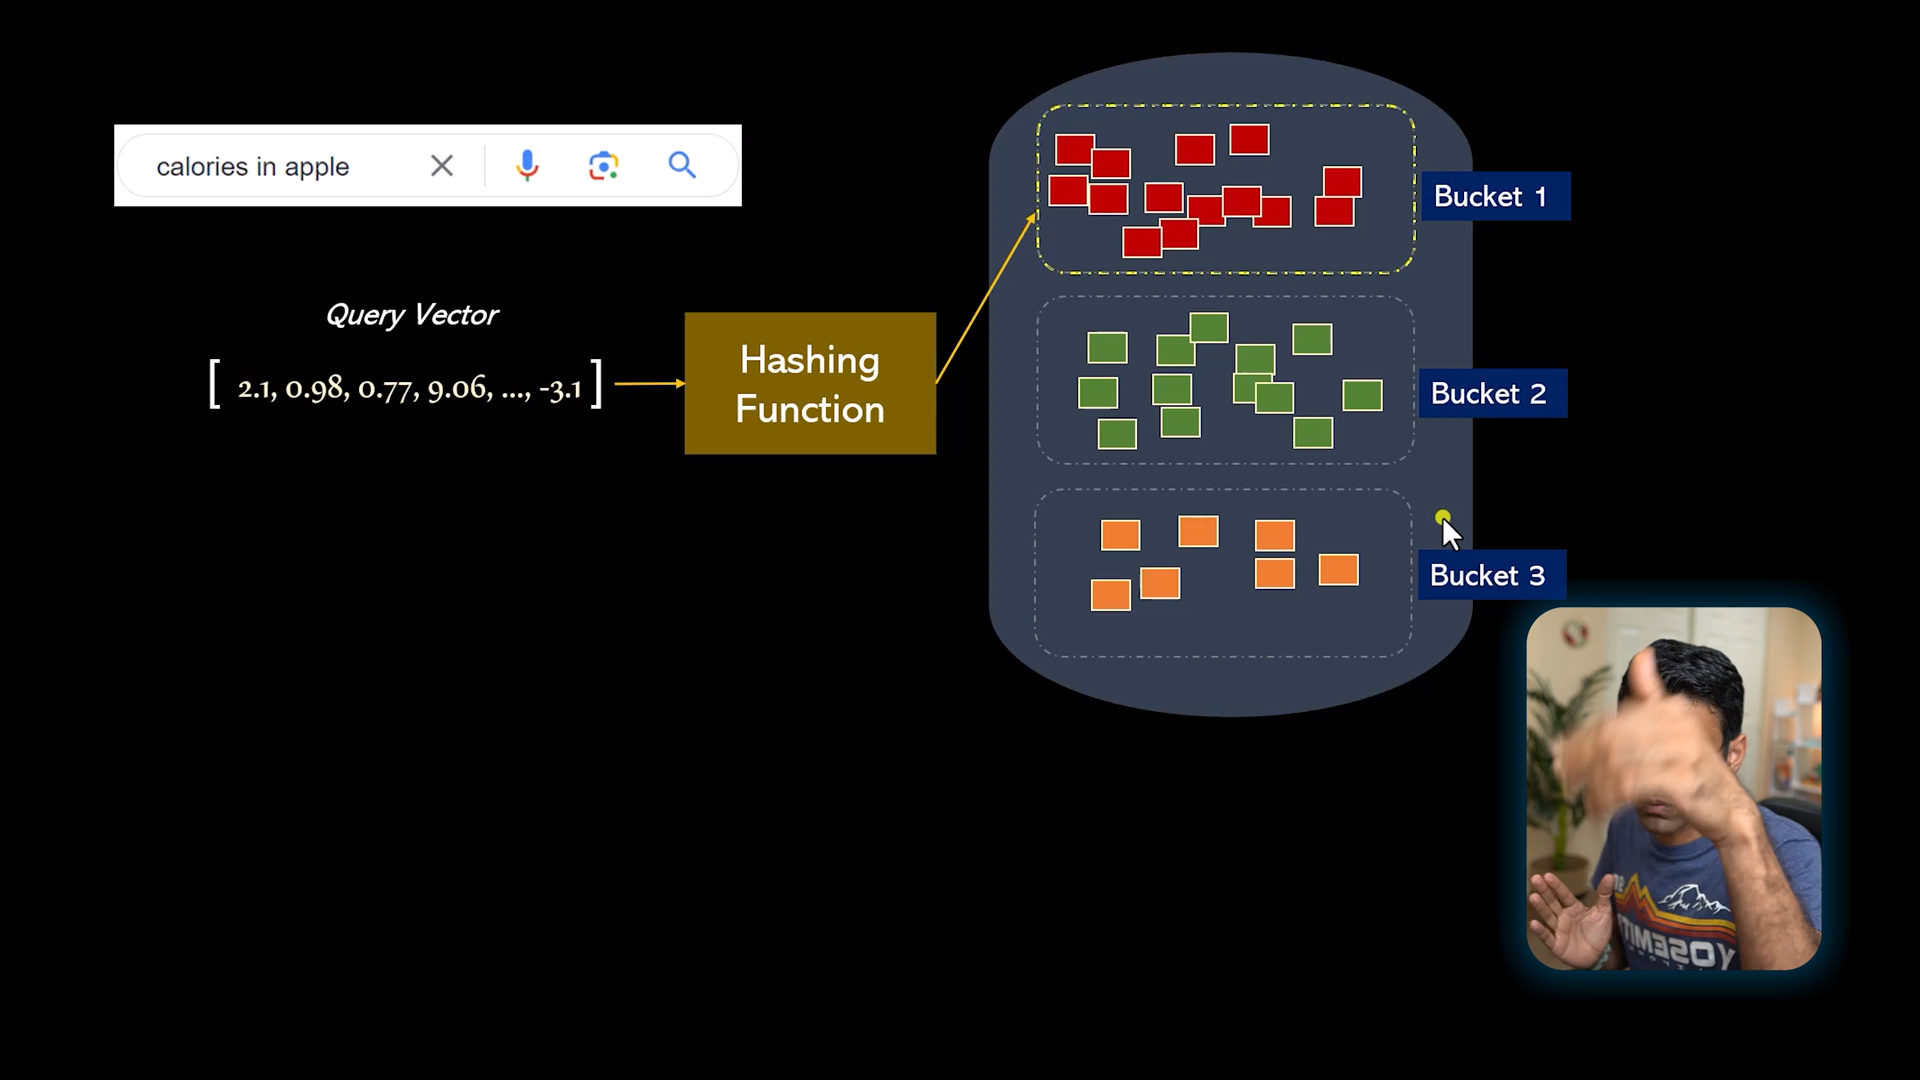 calories in apple
Bucket 1
Query Vector
[ 2.1, 0.98, 0.77, 9.06, ..., -3.1 ]
Hashing
Function
Bucket 2
Bucket 3